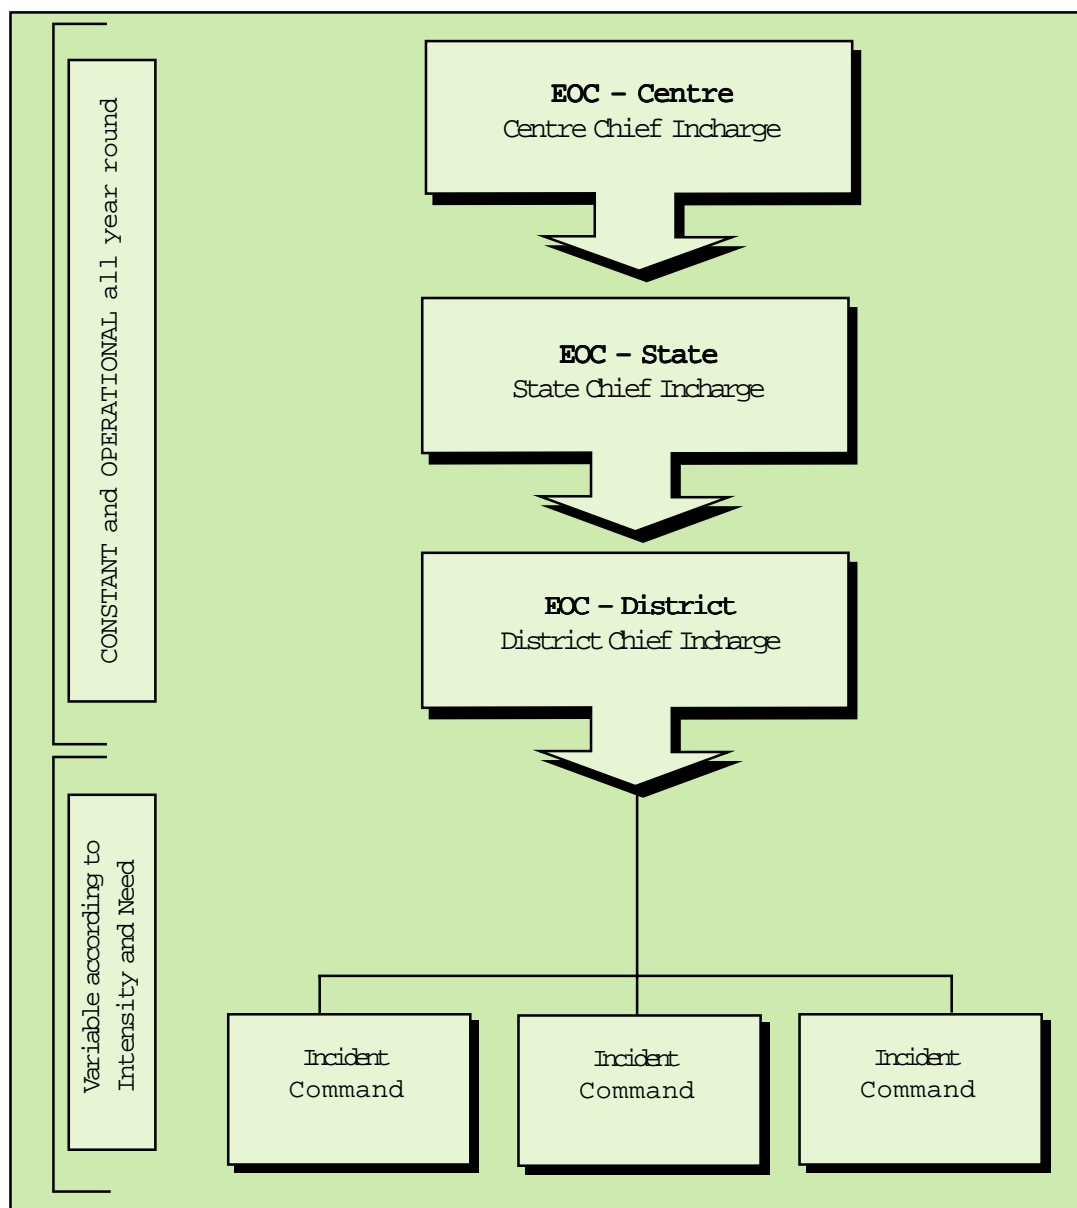 EOC – Centre
Centre Chief Incharge
CONSTANT and OPERATIONAL all year round
EOC – State
State Chief Incharge
EOC – District
District Chief Incharge
Variable according to
Intensity and Need
Incident
Command
Incident
Command
Incident
Command